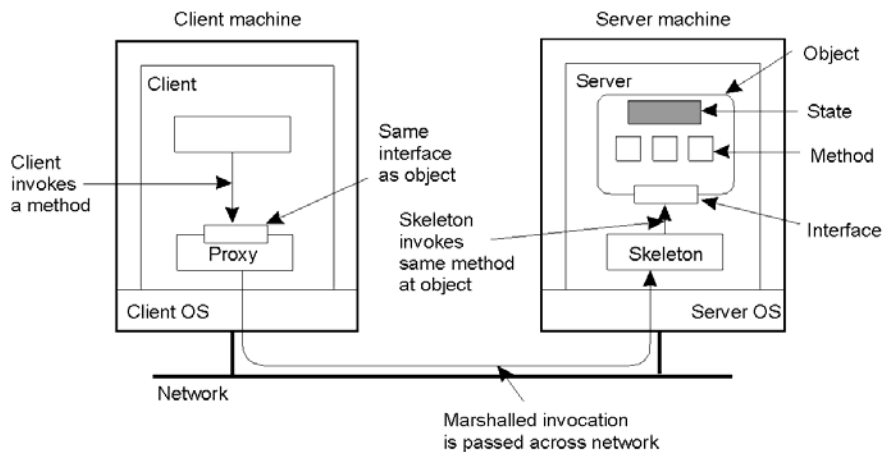 Client machine
Server machine
Object
Client
Server
State
Same
interface
as object
Client
invokes
a method
Method
Skeleton
invokes
same method
at object
Interface
Proxy
Skeleton
Client OS
Server OS
Network
Marshalled invocation
is passed across network